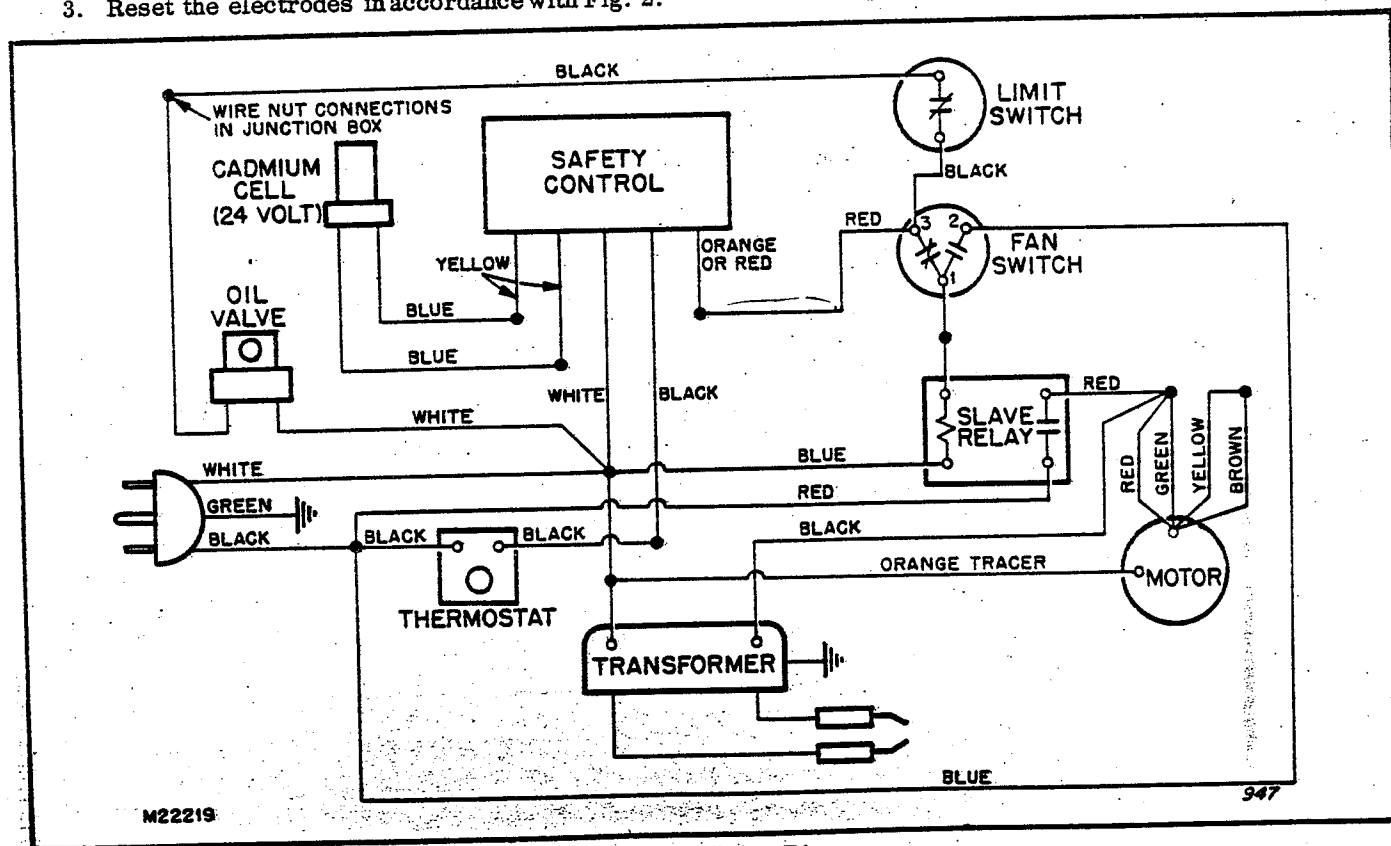 3. Reset the electrodes in accordance with Fig. 2.
BLACK
WIRE NUT CONNECTIONS
IN JUNCTION BOX
LIMIT
SWITCH
CADMIUM
CELL
(24 VOLT)
SAFETY
CONTROL
BLACK
RED
3
2
1
FAN
SWITCH
ORANGE
OR RED
YELLOW
OIL
VALVE
BLUE
BLUE
WHITE
BLACK
RED
WHITE
SLAVE
RELAY
WHITE
BLUE
RED
GREEN
YELLOW
BROWN
GREEN
RED
BLACK
BLACK
BLACK
BLACK
ORANGE TRACER
MOTOR
THERMOSTAT
TRANSFORMER
BLUE
M22219
947